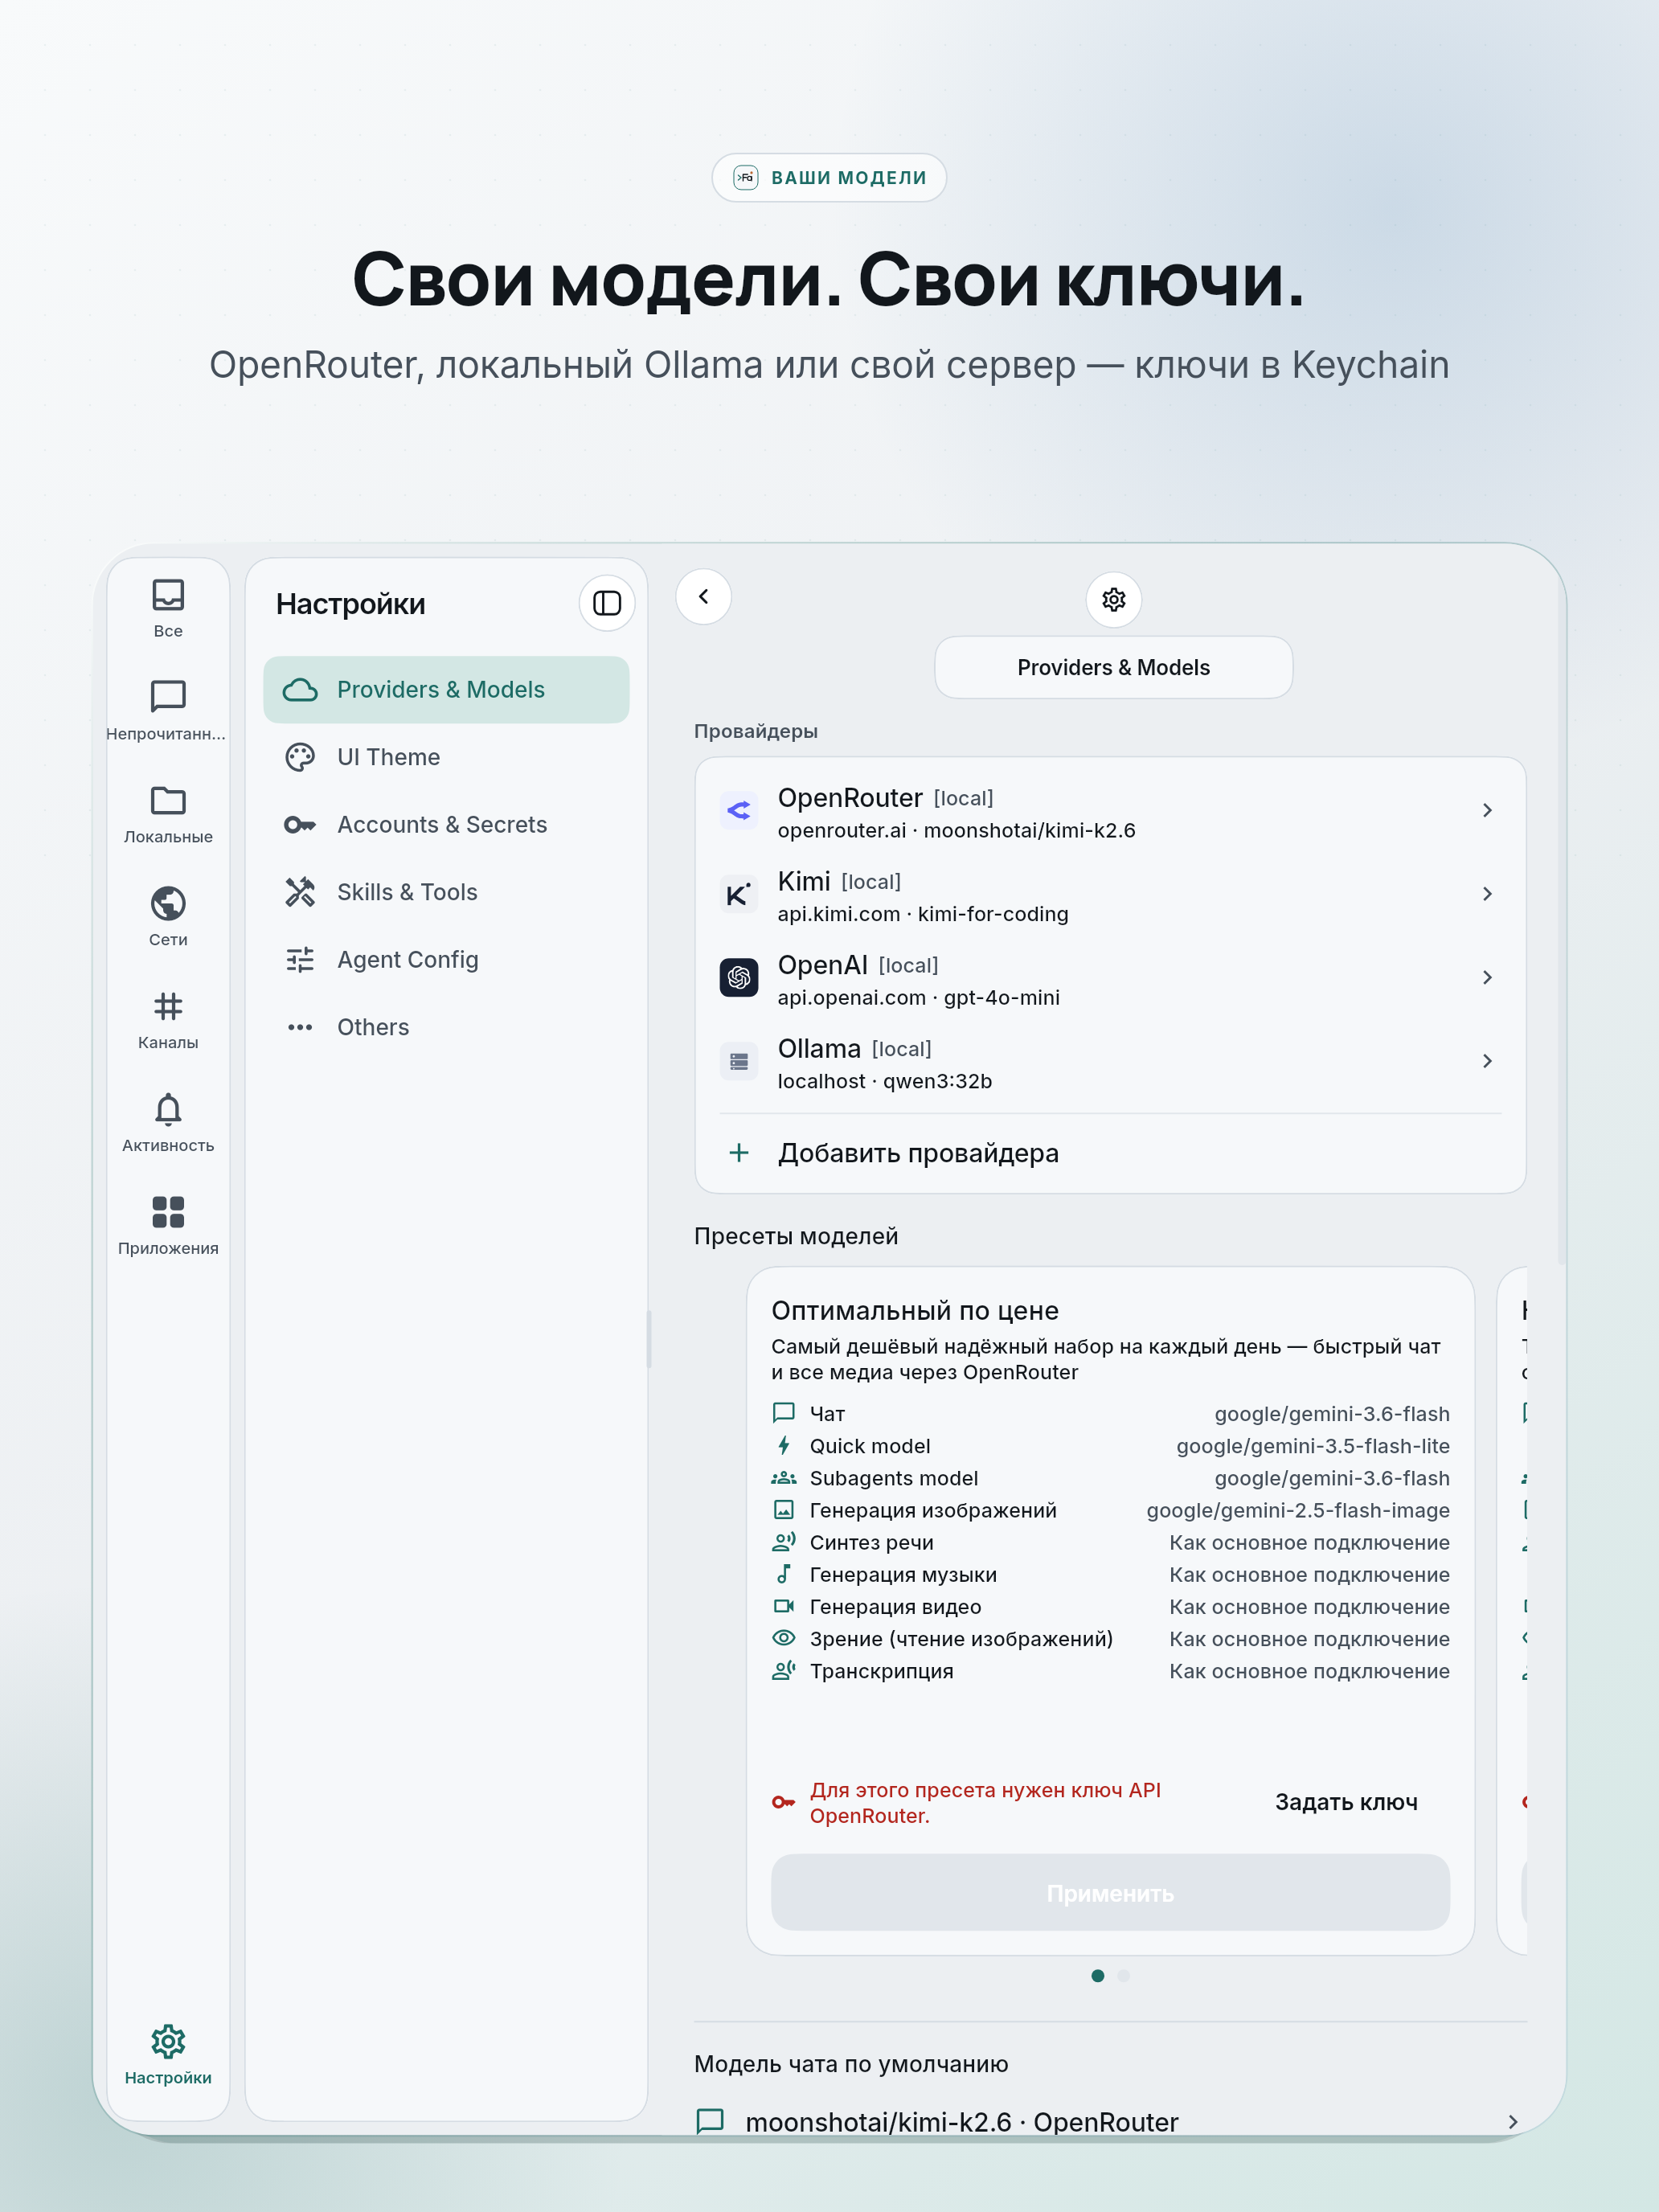 ВАШИ МОДЕЛИ
Свои модели. Свои ключи.
OpenRouter, локальный Ollama или свой сервер — ключи в Keychain
Все
Непрочитанн...
Локальные
Сети
Каналы
Активность
Приложения
Настройки
Настройки
Providers & Models
UI Theme
Accounts & Secrets
Skills & Tools
Agent Config
Others
Providers & Models
Провайдеры
OpenRouter [local]
openrouter.ai · moonshotai/kimi-k2.6
Kimi [local]
api.kimi.com · kimi-for-coding
OpenAI [local]
api.openai.com · gpt-4o-mini
Ollama [local]
localhost · qwen3:32b
Добавить провайдера
Пресеты моделей
Оптимальный по цене
Самый дешёвый надёжный набор на каждый день — быстрый чат
и все медиа через OpenRouter
Чат google/gemini-3.6-flash
Quick model google/gemini-3.5-flash-lite
Subagents model google/gemini-3.6-flash
Генерация изображений google/gemini-2.5-flash-image
Синтез речи Как основное подключение
Генерация музыки Как основное подключение
Генерация видео Как основное подключение
Зрение (чтение изображений) Как основное подключение
Транскрипция Как основное подключение
Для этого пресета нужен ключ API
OpenRouter.
Задать ключ
Применить
Модель чата по умолчанию
moonshotai/kimi-k2.6 · OpenRouter